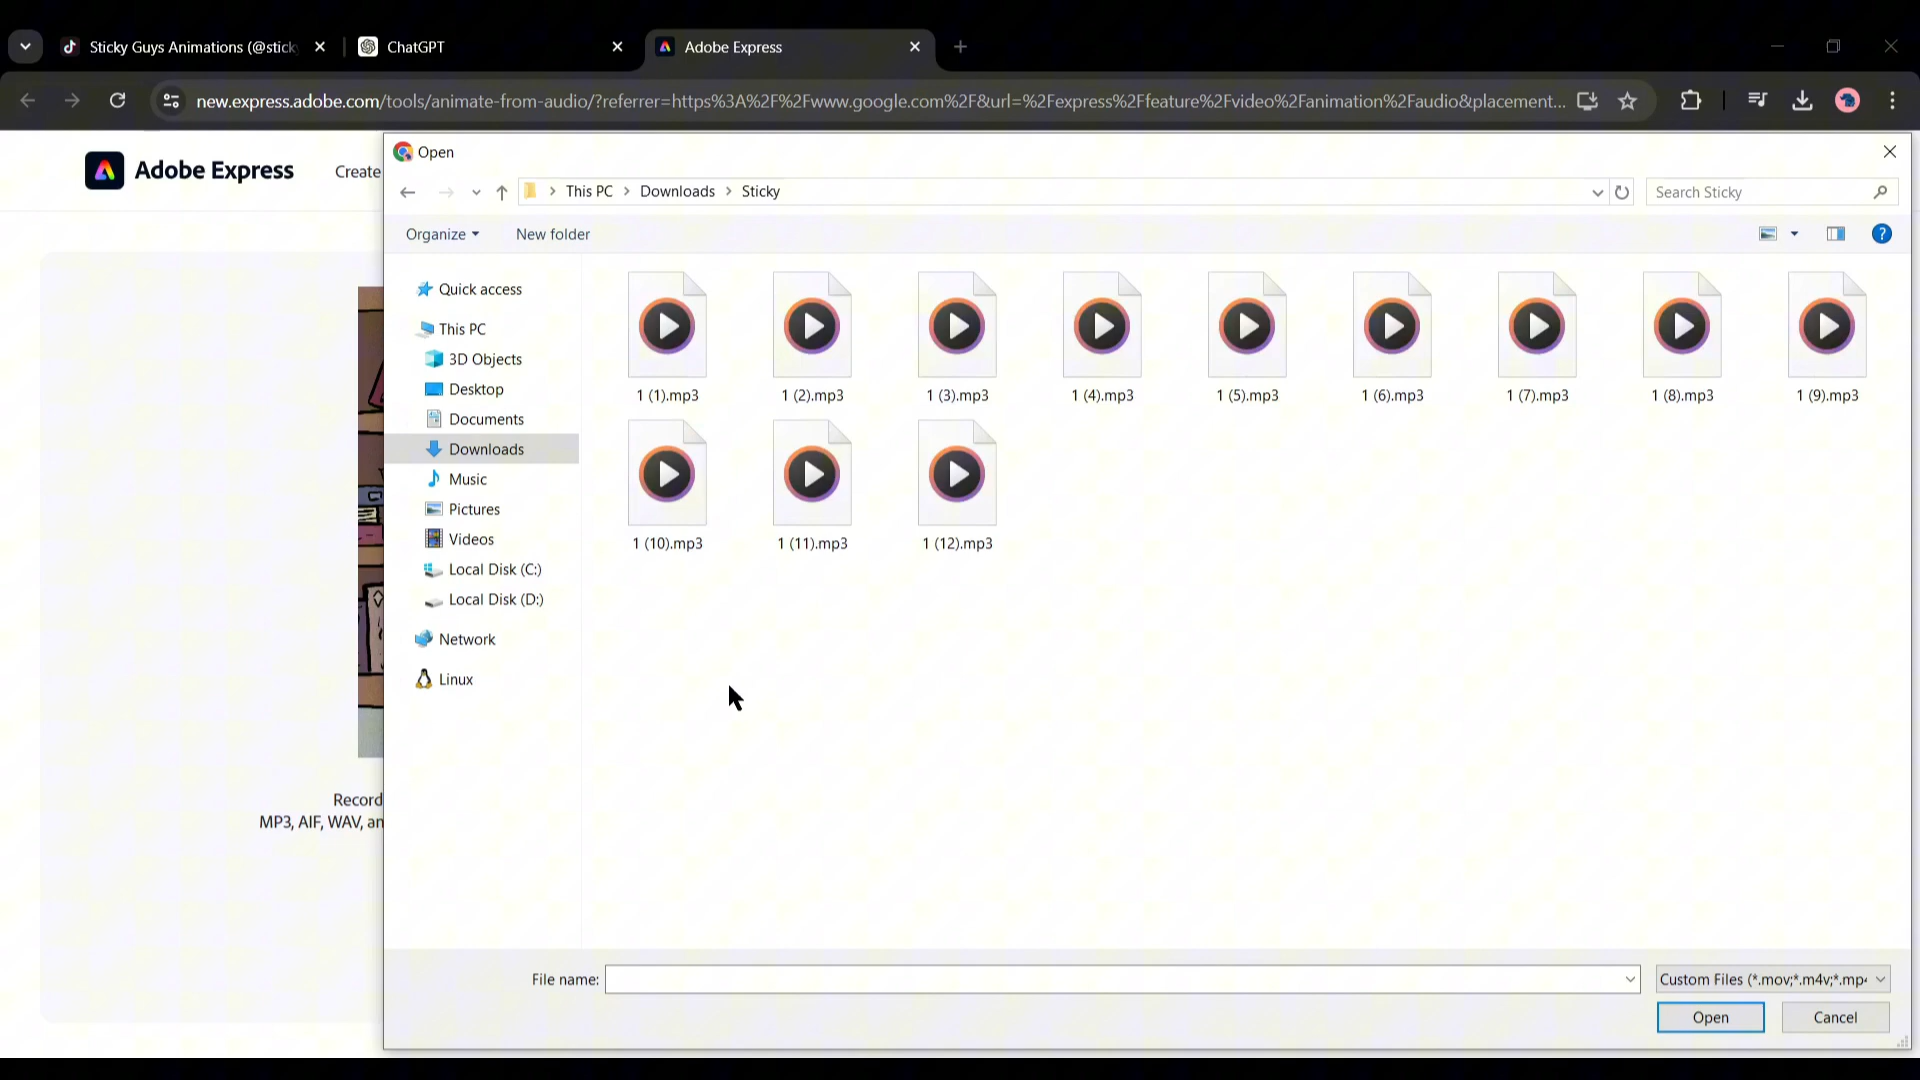 Sticky Guys Animations (@stick
ChatGPT
Adobe Express
new.express.adobe.com/tools/animate-from-audio/?referrer=https%3A%2F%2Fwww.google.com%2F&url=%2Fexpress%2Ffeature%2Fvideo%2Fanimation%2Faudio&placement...
Adobe Express
Create
Open
This PC > Downloads > Sticky
Search Sticky
Organize
New folder
?
Quick access
This PC
3D Objects
Desktop
Documents
Downloads
Music
Pictures
Videos
Local Disk (C:)
Local Disk (D:)
Network
Linux
1 (1).mp3
1 (2).mp3
1 (3).mp3
1 (4).mp3
1 (5).mp3
1 (6).mp3
1 (7).mp3
1 (8).mp3
1 (9).mp3
1 (10).mp3
1 (11).mp3
1 (12).mp3
Record
MP3, AIF, WAV, an
File name:
Custom Files (*.mov;*.m4v;*.mp4
Open
Cancel